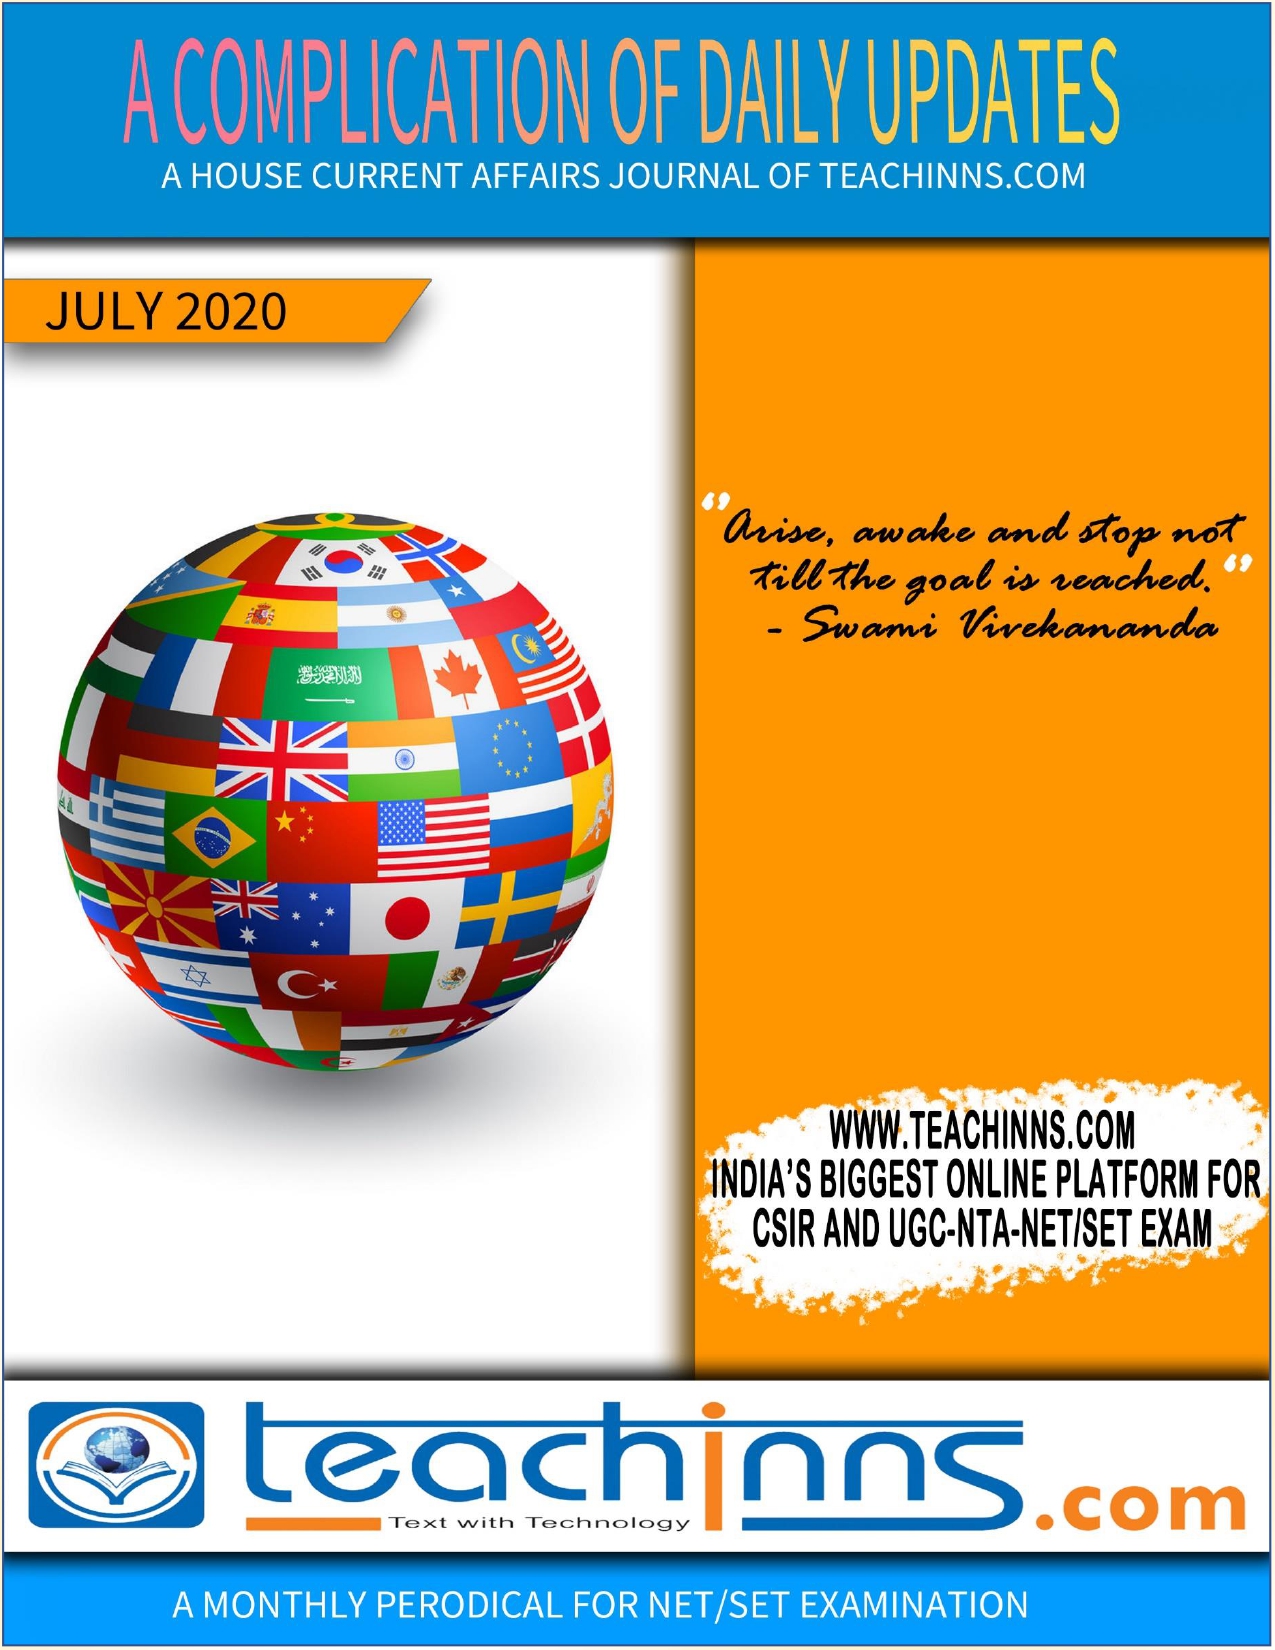 A COMPLICATION OF DAILY UPDATES
A HOUSE CURRENT AFFAIRS JOURNAL OF TEACHINNS.COM
JULY 2020
“Arise, awake and stop not
till the goal is reached.”
- Swami Vivekananda
WWW.TEACHINNS.COM
INDIA’S BIGGEST ONLINE PLATFORM FOR
CSIR AND UGC-NTA-NET/SET EXAM
teachinns.com
Text with Technology
A MONTHLY PERODICAL FOR NET/SET EXAMINATION